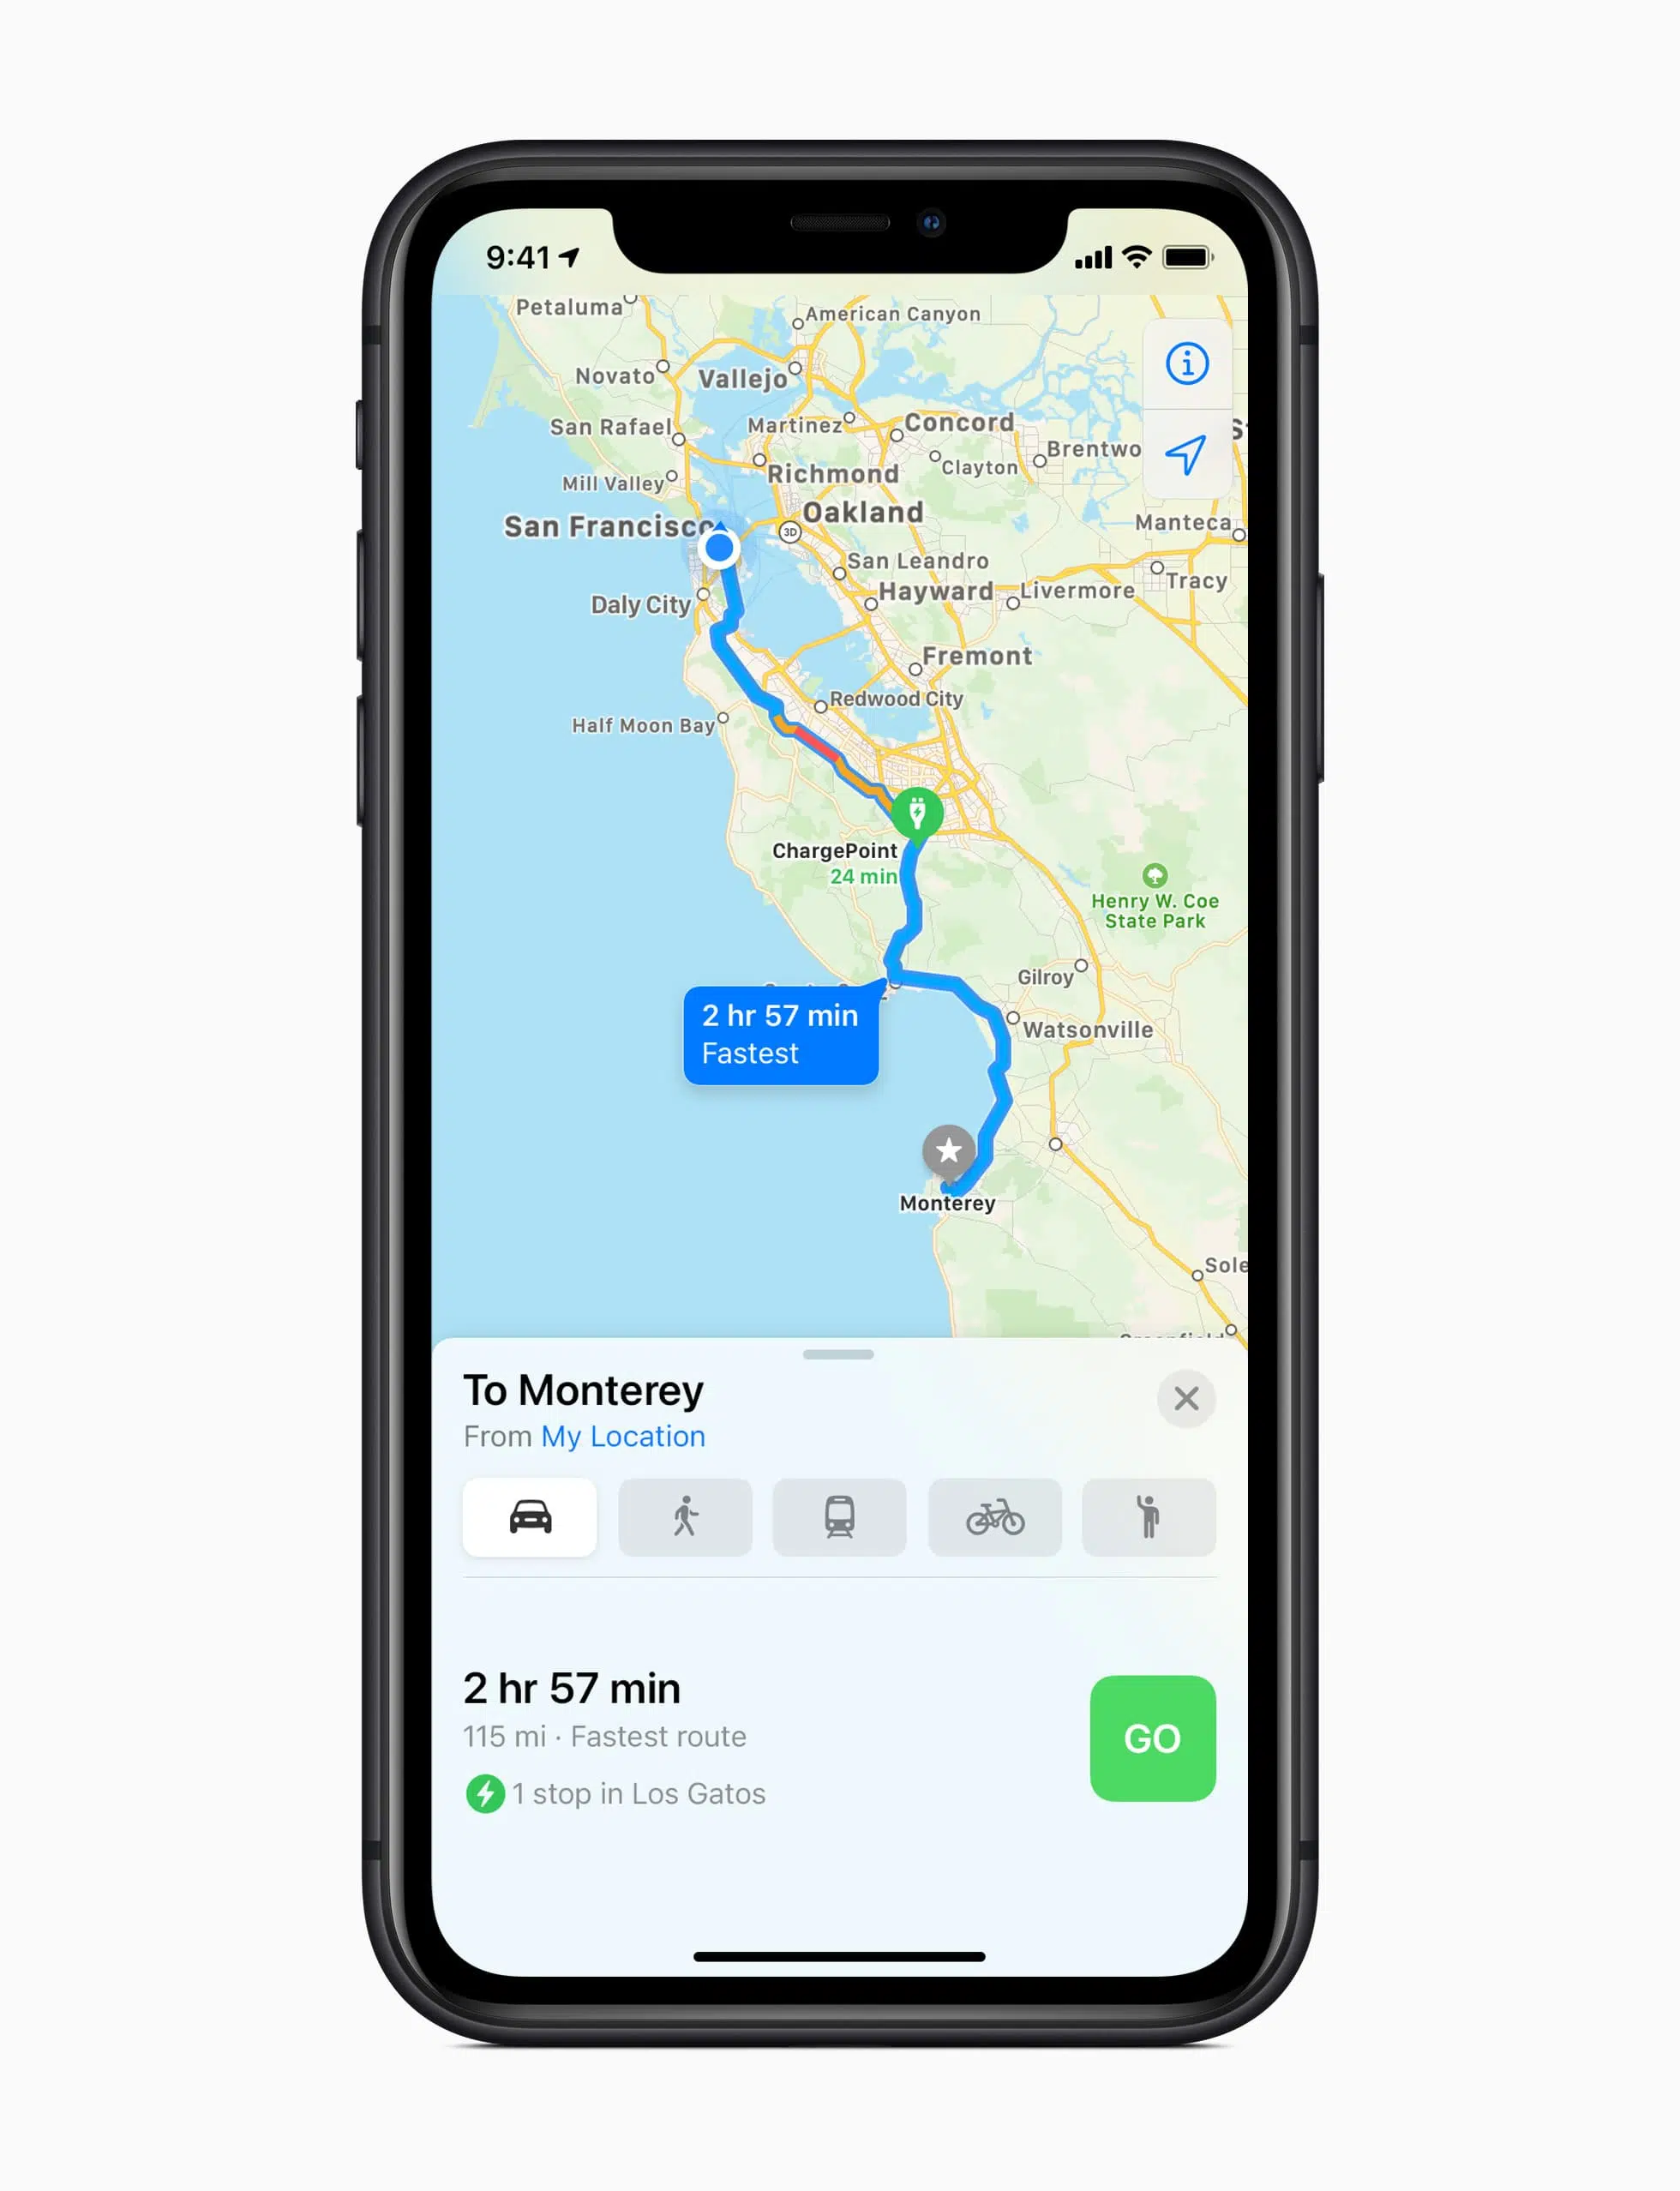 9:41
Petaluma
American Canyon
Novato
Vallejo
San Rafael
Martinez
Concord
Clayton
Brentwo
Mill Valley
Richmond
San Francisco
Oakland
3D
Manteca
San Leandro
Daly City
Hayward
Livermore
Tracy
Fremont
Redwood City
Half Moon Bay
ChargePoint
24 min
Henry W. Coe
State Park
Gilroy
2 hr 57 min
Fastest
Watsonville
Monterey
Sole
To Monterey
From My Location
2 hr 57 min
115 mi · Fastest route
1 stop in Los Gatos
GO